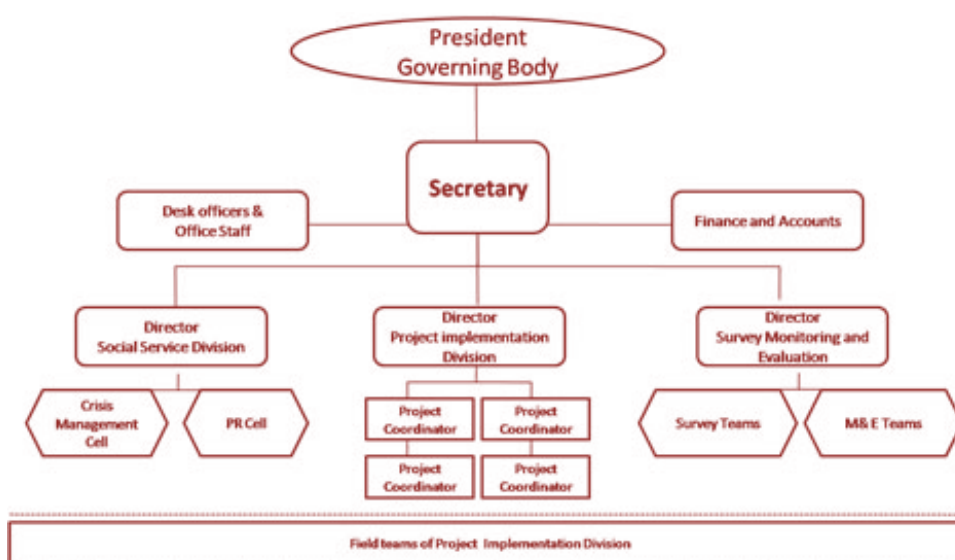 President
Governing Body
Secretary
Desk officers &
Office Staff
Finance and Accounts
Director
Social Service Division
Director
Project implementation
Division
Director
Survey Monitoring and
Evaluation
Crisis
Management
Cell
PR Cell
Project
Coordinator
Project
Coordinator
Project
Coordinator
Project
Coordinator
Survey Teams
M& E Teams
Field teams of Project Implementation Division